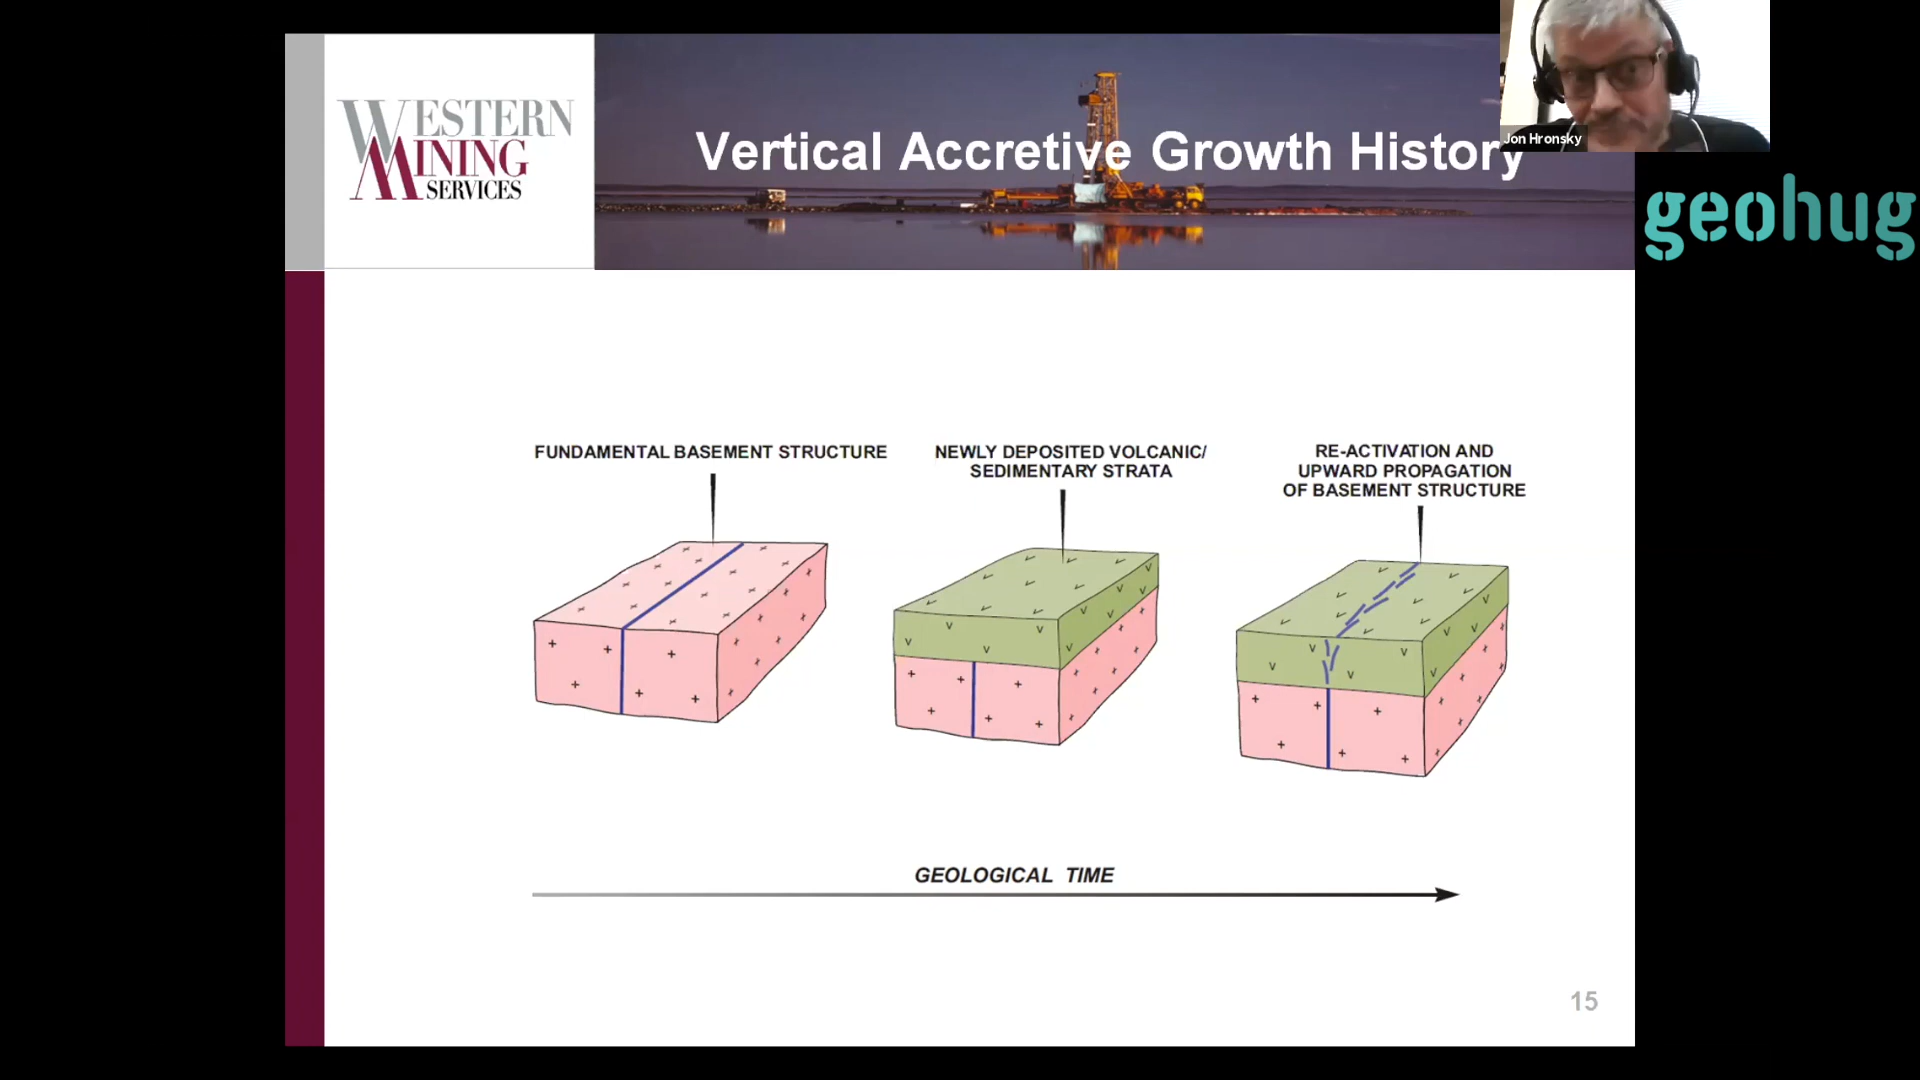 WESTERN
MINING
SERVICES
Vertical Accretive Growth History
Jon Hronsky
geohug
FUNDAMENTAL BASEMENT STRUCTURE
NEWLY DEPOSITED VOLCANIC/
SEDIMENTARY STRATA
RE-ACTIVATION AND
UPWARD PROPAGATION
OF BASEMENT STRUCTURE
GEOLOGICAL TIME
15